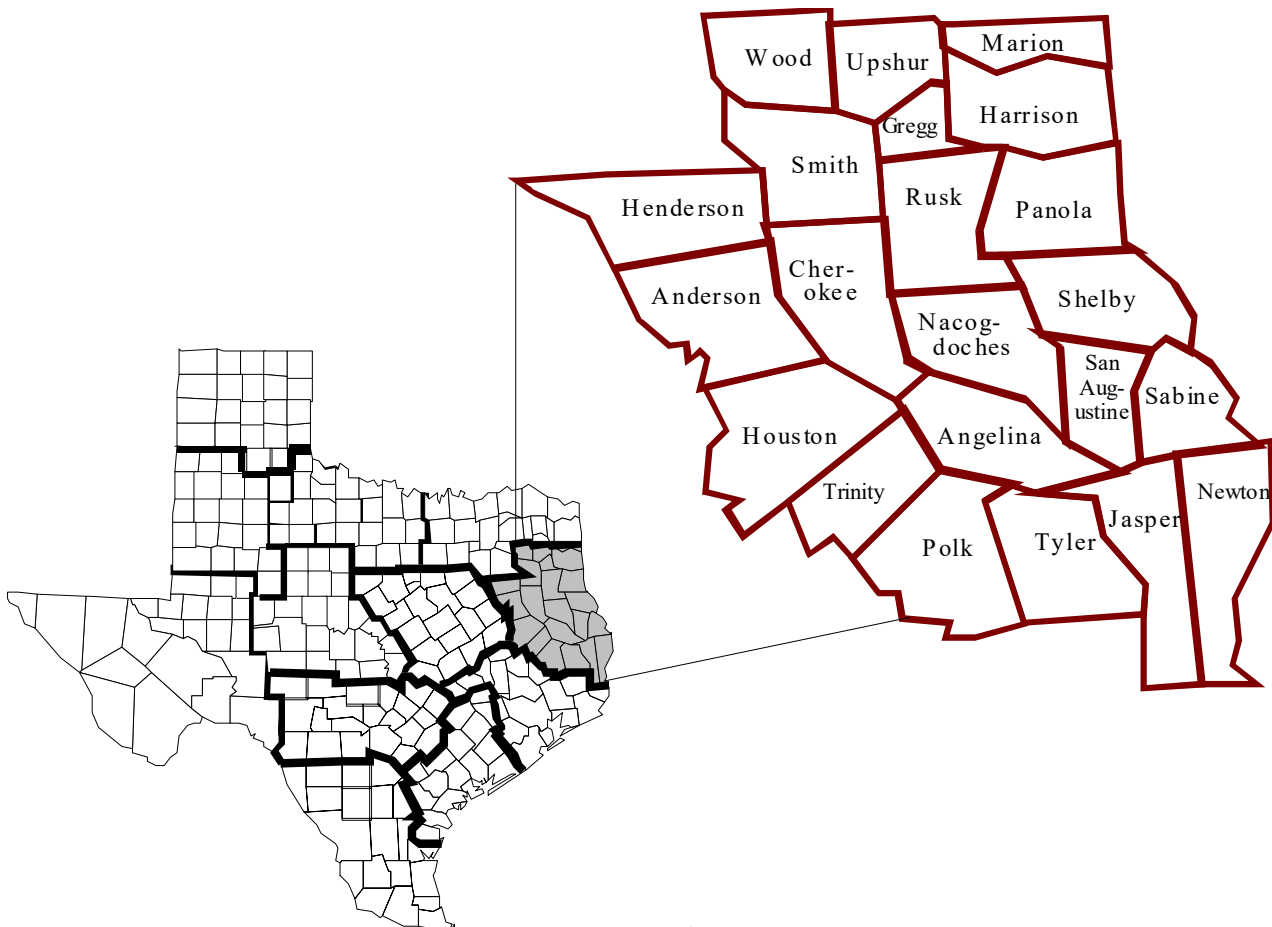 Wood
Upshur
Marion
Gregg
Harrison
Smith
Henderson
Rusk
Panola
Cher-
okee
Anderson
Shelby
Nacog-
doches
San
Aug-
ustine
Sabine
Houston
Angelina
Trinity
Newton
Jasper
Polk
Tyler